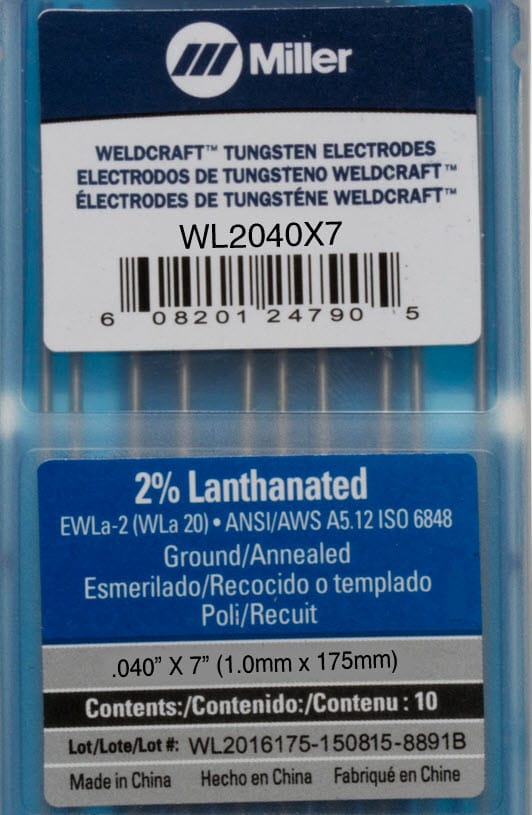 Miller
WELDCRAFT™ TUNGSTEN ELECTRODES
ELECTRODOS DE TUNGSTENO WELDCRAFT™
ÉLECTRODES DE TUNGSTÉNE WELDCRAFT™
WL2040X7
6 08201 24790 5
2% Lanthanated
EWLa-2 (WLa 20) • ANSI/AWS A5.12 ISO 6848
Ground/Annealed
Esmerilado/Recocido o templado
Poli/Recuit
.040” X 7” (1.0mm x 175mm)
Contents:/Contenido:/Contenu : 10
Lot/Lote/Lot #: WL2016175-150815-8891B
Made in China Hecho en China Fabriqué en Chine